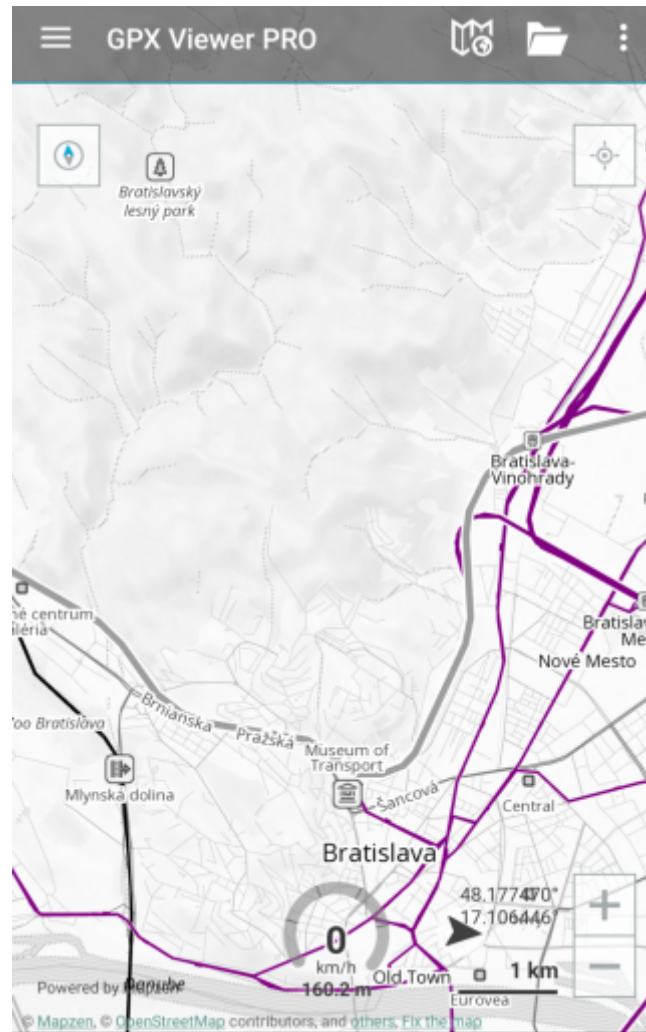 GPX Viewer PRO
Bratislavský
lesný park
Bratislava-
Vinohrady
Nové Mesto
Brnianska
Pražská
Zoo Bratislava
Museum of
Transport
Mlynská dolina
Šancová
Central
Bratislava
0
km/h
160.2 m
Old Town
1 km
Eurovea
Danube
© Mapzen, © OpenStreetMap contributors, and others, Fix the map